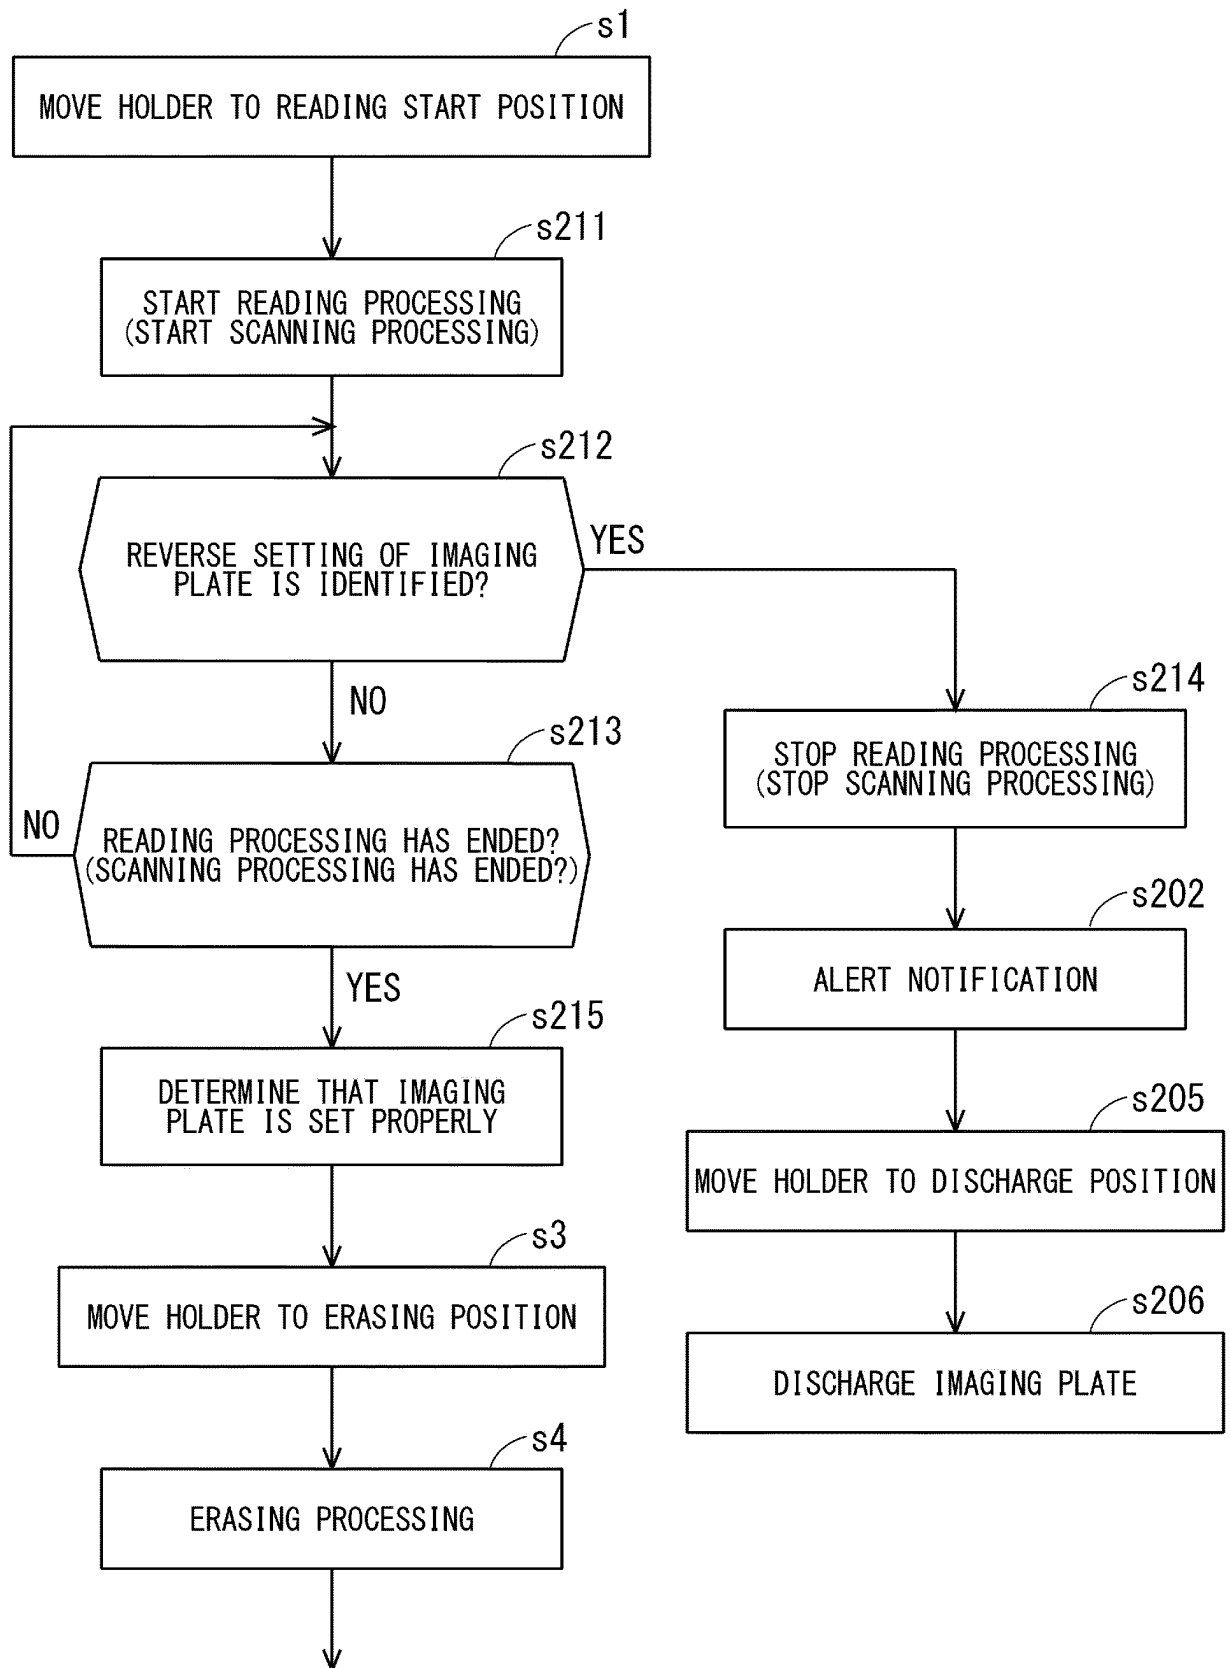 s1
MOVE HOLDER TO READING START POSITION
s211
START READING PROCESSING
(START SCANNING PROCESSING)
s212
REVERSE SETTING OF IMAGING
PLATE IS IDENTIFIED?
YES
NO
s213
READING PROCESSING HAS ENDED?
(SCANNING PROCESSING HAS ENDED?)
NO
YES
s215
DETERMINE THAT IMAGING
PLATE IS SET PROPERLY
s3
MOVE HOLDER TO ERASING POSITION
s4
ERASING PROCESSING
s214
STOP READING PROCESSING
(STOP SCANNING PROCESSING)
s202
ALERT NOTIFICATION
s205
MOVE HOLDER TO DISCHARGE POSITION
s206
DISCHARGE IMAGING PLATE